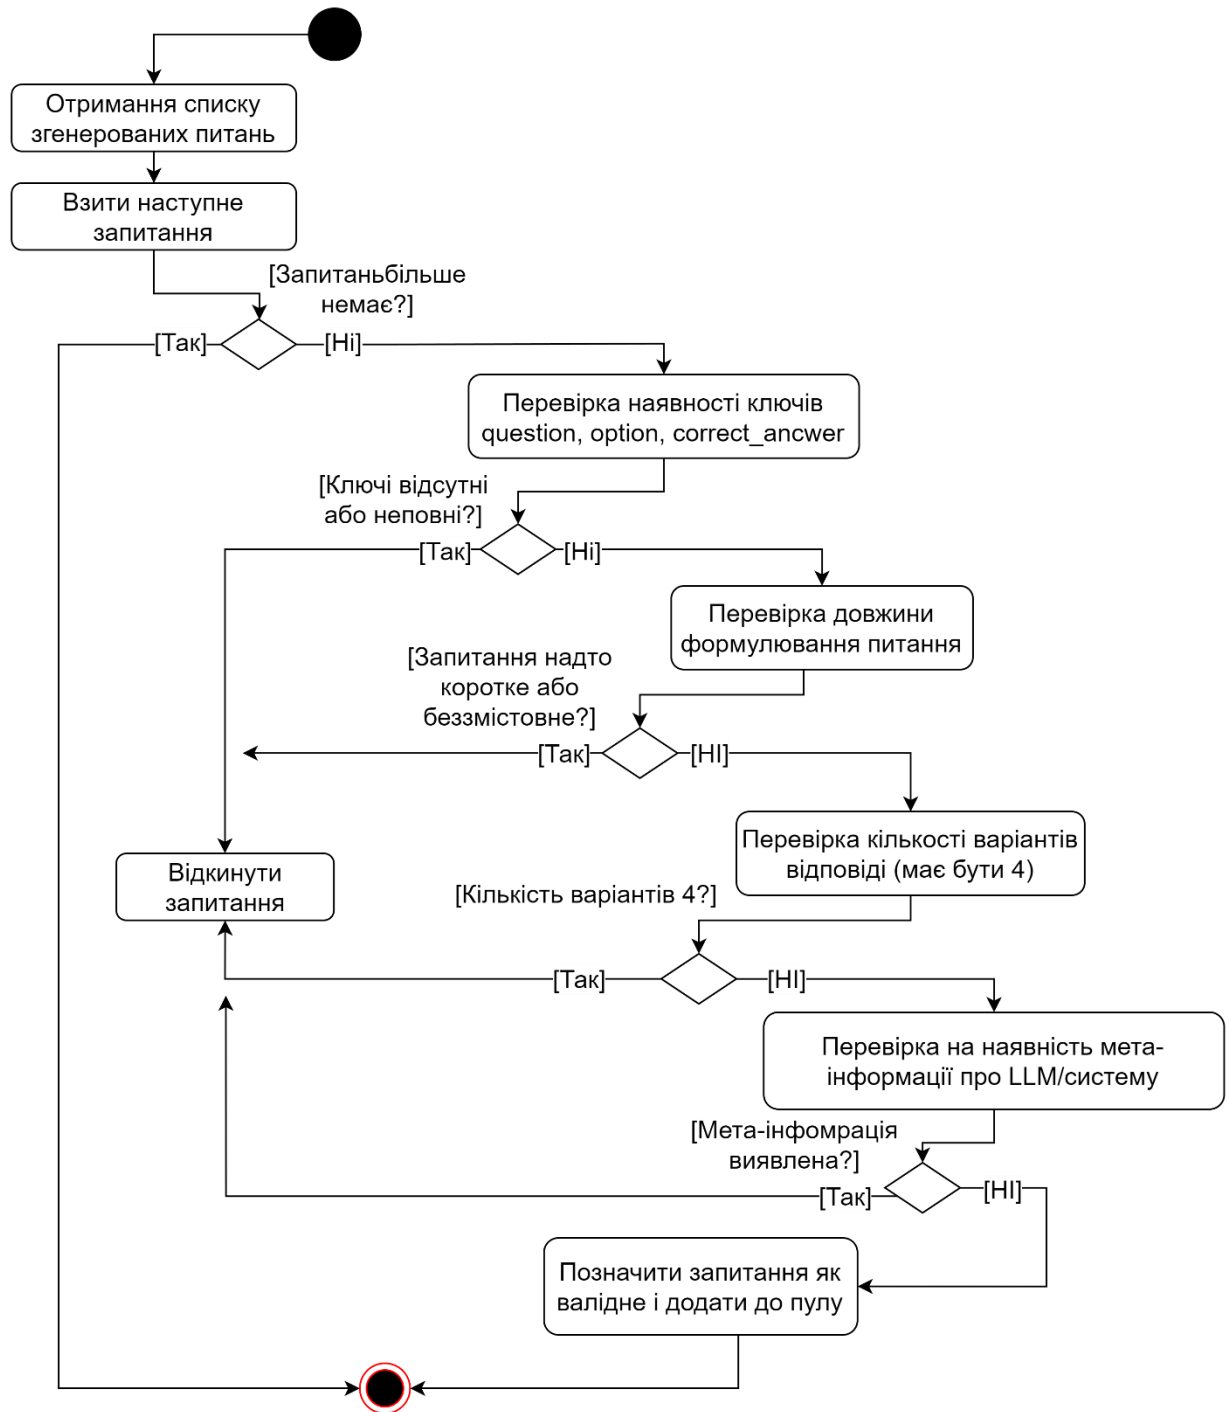 Отримання списку
згенерованих питань
Взити наступне
запитання
[Запитаньбільше
немає?]
[Так]
[Ні]
Перевірка наявності ключів
question, option, correct_ancwer
[Ключі відсутні
або неповні?]
[Так]
[Ні]
Перевірка довжини
формулювання питання
[Запитання надто
коротке або
беззмістовне?]
[Так]
[НІ]
Перевірка кількості варіантів
відповіді (має бути 4)
Відкинути
запитання
[Кількість варіантів 4?]
[Так]
[НІ]
Перевірка на наявність мета-
інформації про LLM/систему
[Мета-інфомрація
виявлена?]
[Так]
[НІ]
Позначити запитання як
валідне і додати до пулу